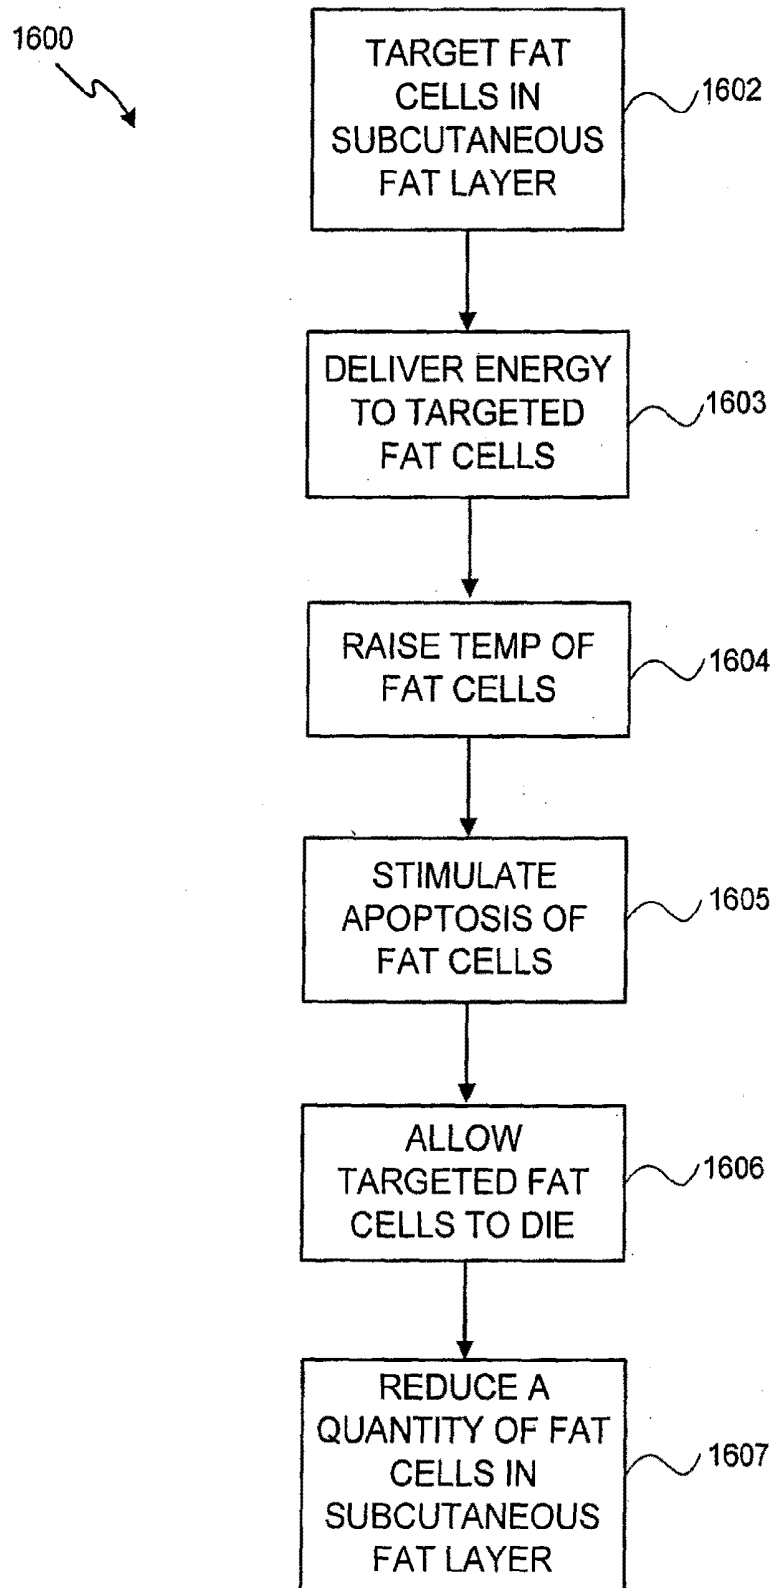 1600
TARGET FAT
CELLS IN
SUBCUTANEOUS
FAT LAYER
1602
DELIVER ENERGY
TO TARGETED
FAT CELLS
1603
RAISE TEMP OF
FAT CELLS
1604
STIMULATE
APOPTOSIS OF
FAT CELLS
1605
ALLOW
TARGETED FAT
CELLS TO DIE
1606
REDUCE A
QUANTITY OF FAT
CELLS IN
SUBCUTANEOUS
FAT LAYER
1607